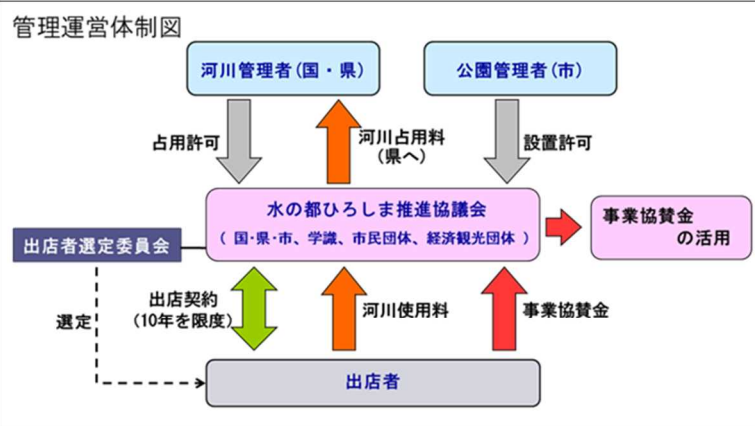 管理運営体制図
河川管理者(国・県)
公園管理者(市)
占用許可
河川占用料
(県へ)
設置許可
水の都ひろしま推進協議会
( 国・県・市、学識、市民団体、経済観光団体 )
事業協賛金
の活用
出店者選定委員会
選定
出店契約
(10年を限度)
河川使用料
事業協賛金
出店者